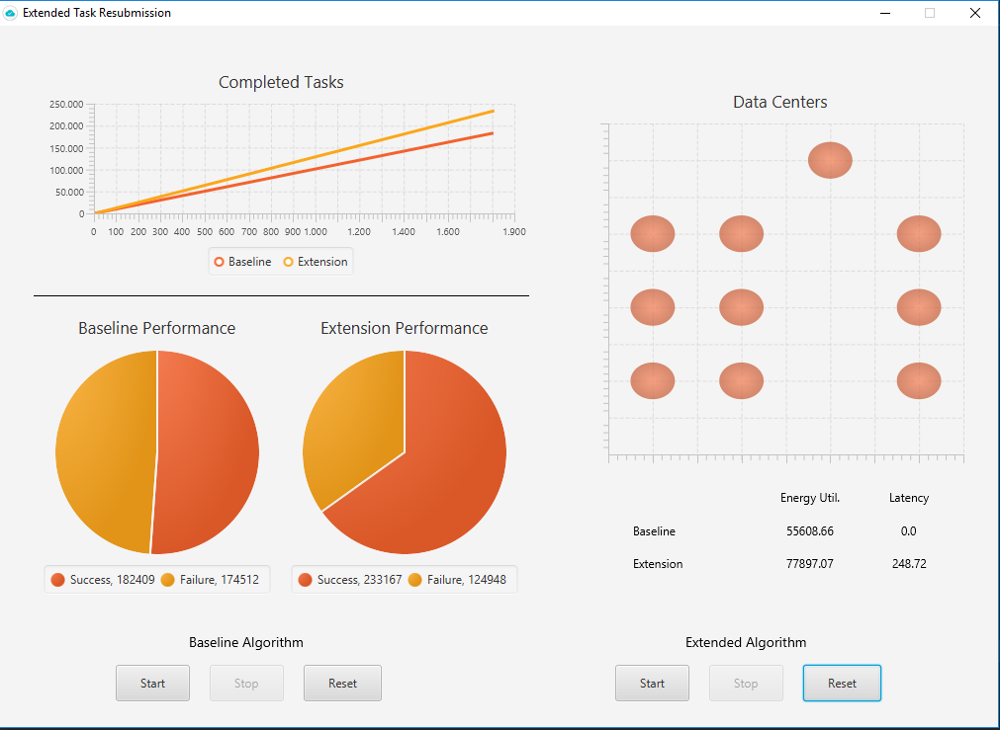 Extended Task Resubmission
Completed Tasks
250.000
200.000
150.000
100.000
50.000
0
0 100 200 300 400 500 600 700 800 900 1.000 1.200 1.400 1.600 1.900
Baseline Extension
Baseline Performance
Success, 182409 Failure, 174512
Extension Performance
Success, 233167 Failure, 124948
Data Centers
Energy Util. Latency
Baseline 55608.66 0.0
Extension 77897.07 248.72
Baseline Algorithm
Start Stop Reset
Extended Algorithm
Start Stop Reset